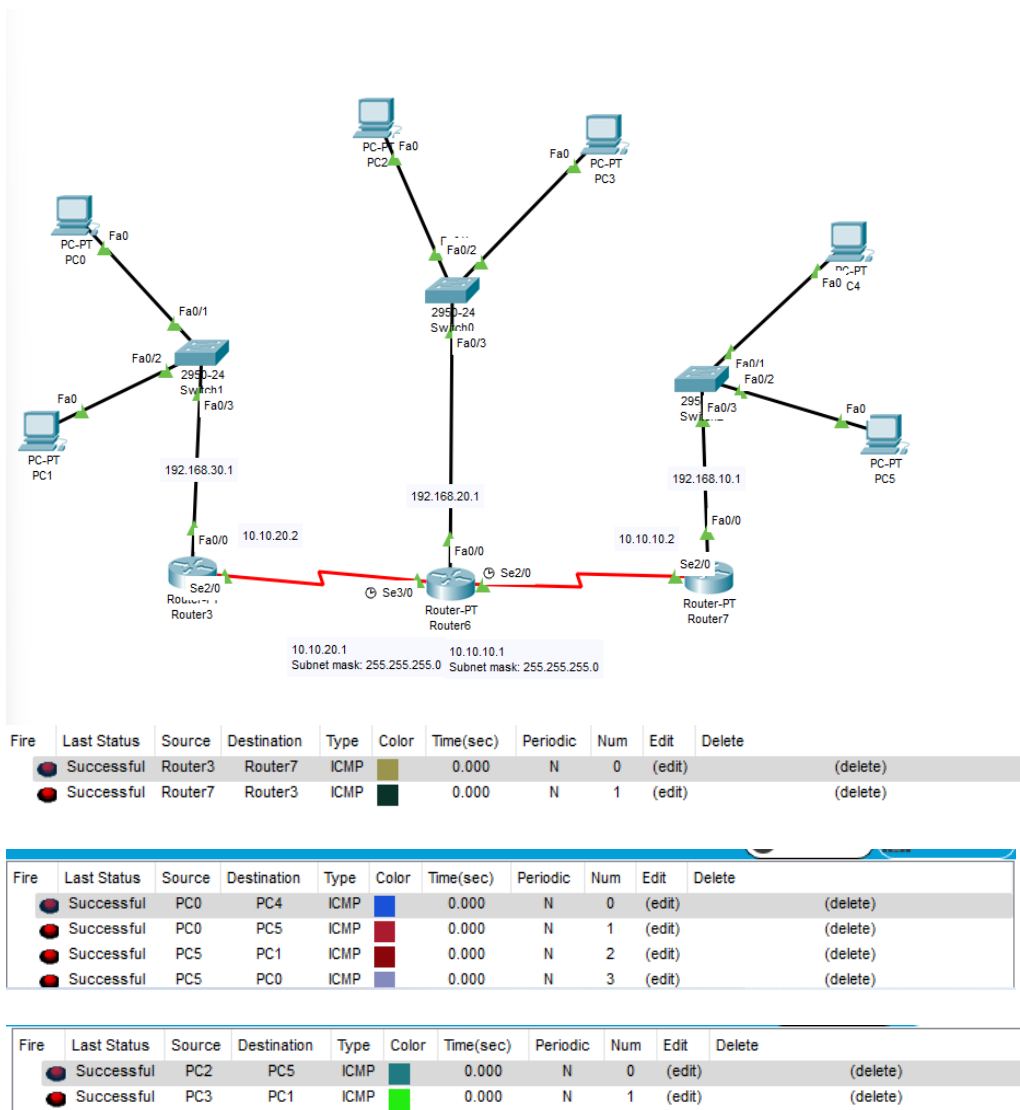 PC-PT
PC2
Fa0
Fa0
PC-PT
PC3
Fa0
PC-PT
PC0
Fa0/2
Fa0
C4
2950-24
Fa0/3
Fa0/1
Fa0/2
2950-24
Fa0/3
Fa0
PC-PT
PC1
Fa0/1
Fa0/2
Fa0/3
Fa0
PC-PT
PC5
192.168.30.1
192.168.20.1
192.168.10.1
Fa0/0
10.10.20.2
Fa0/0
10.10.10.2
Fa0/0
Se2/0
Router3
Se3/0
Se2/0
Router-PT
Router6
Se2/0
Router-PT
Router7
10.10.20.1
Subnet mask: 255.255.255.0
10.10.10.1
Subnet mask: 255.255.255.0
Fire Last Status Source Destination Type Color Time(sec) Periodic Num Edit Delete
Successful Router3 Router7 ICMP 0.000 N 0 (edit) (delete)
Successful Router7 Router3 ICMP 0.000 N 1 (edit) (delete)
Fire Last Status Source Destination Type Color Time(sec) Periodic Num Edit Delete
Successful PC0 PC4 ICMP 0.000 N 0 (edit) (delete)
Successful PC0 PC5 ICMP 0.000 N 1 (edit) (delete)
Successful PC5 PC1 ICMP 0.000 N 2 (edit) (delete)
Successful PC5 PC0 ICMP 0.000 N 3 (edit) (delete)
Fire Last Status Source Destination Type Color Time(sec) Periodic Num Edit Delete
Successful PC2 PC5 ICMP 0.000 N 0 (edit) (delete)
Successful PC3 PC1 ICMP 0.000 N 1 (edit) (delete)